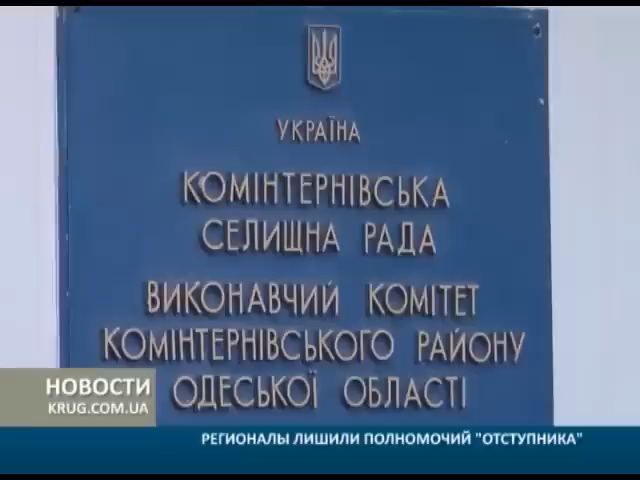 УКРАЇНА
КОМІНТЕРНІВСЬКА
СЕЛИЩНА РАДА
ВИКОНАВЧИЙ КОМІТЕТ
КОМІНТЕРНІВСЬКОГО РАЙОНУ
ОДЕСЬКОЇ ОБЛАСТІ
НОВОСТИ
KRUG.COM.UA
РЕГИОНАЛЫ ЛИШИЛИ ПОЛНОМОЧИЙ "ОТСТУПНИКА"